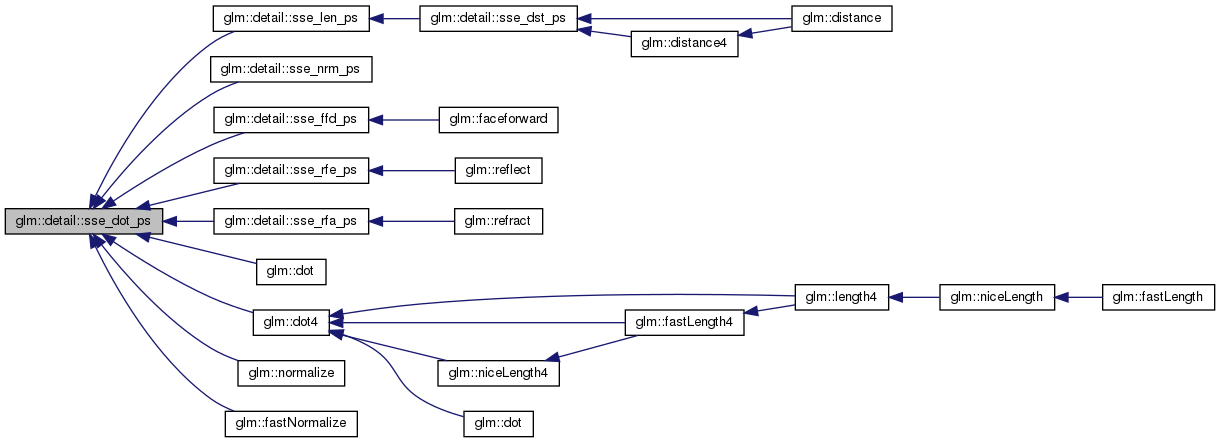 glm::detail::sse_len_ps
glm::detail::sse_dst_ps
glm::distance
glm::distance4
glm::detail::sse_nrm_ps
glm::detail::sse_ffd_ps
glm::faceforward
glm::detail::sse_rfe_ps
glm::reflect
glm::detail::sse_dot_ps
glm::detail::sse_rfa_ps
glm::refract
glm::dot
glm::length4
glm::niceLength
glm::fastLength
glm::dot4
glm::fastLength4
glm::normalize
glm::niceLength4
glm::fastNormalize
glm::dot